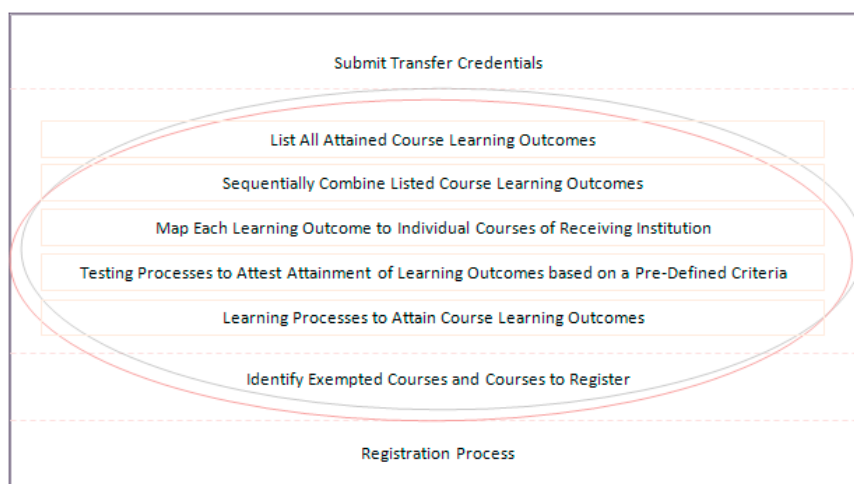 Submit Transfer Credentials
List All Attained Course Learning Outcomes
Sequentially Combine Listed Course Learning Outcomes
Map Each Learning Outcome to Individual Courses of Receiving Institution
Testing Processes to Attest Attainment of Learning Outcomes based on a Pre-Defined Criteria
Learning Processes to Attain Course Learning Outcomes
Identify Exempted Courses and Courses to Register
Registration Process